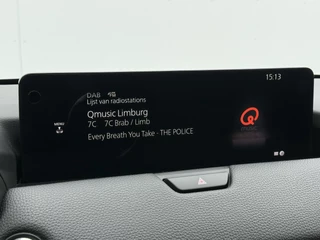 DAB 4G
15:13
Lijst van radiostations
Qmusic Limburg
7C 7C Brab / Limb
MENU
Every Breath You Take - THE POLICE